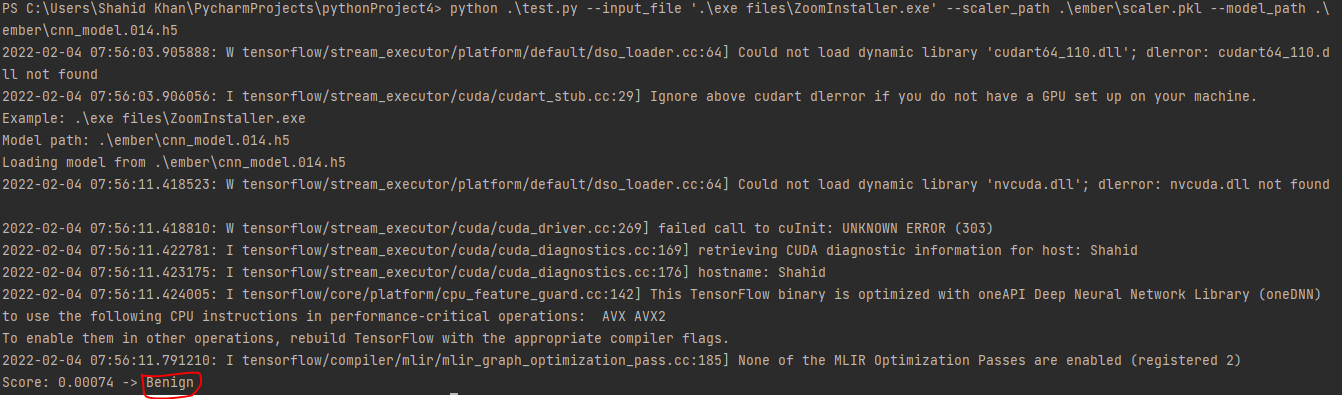 PS C:\Users\Shahid Khan\PycharmProjects\pythonProject4> python .\test.py --input_file '.\exe files\ZoomInstaller.exe' --scaler_path .\ember\scaler.pkl --model_path .\
ember\cnn_model.014.h5
2022-02-04 07:56:03.905888: W tensorflow/stream_executor/platform/default/dso_loader.cc:64] Could not load dynamic library 'cudart64_110.dll'; dlerror: cudart64_110.d
ll not found
2022-02-04 07:56:03.906056: I tensorflow/stream_executor/cuda/cudart_stub.cc:29] Ignore above cudart dlerror if you do not have a GPU set up on your machine.
Example: .\exe files\ZoomInstaller.exe
Model path: .\ember\cnn_model.014.h5
Loading model from .\ember\cnn_model.014.h5
2022-02-04 07:56:11.418523: W tensorflow/stream_executor/platform/default/dso_loader.cc:64] Could not load dynamic library 'nvcuda.dll'; dlerror: nvcuda.dll not found
2022-02-04 07:56:11.418810: W tensorflow/stream_executor/cuda/cuda_driver.cc:269] failed call to cuInit: UNKNOWN ERROR (303)
2022-02-04 07:56:11.422781: I tensorflow/stream_executor/cuda/cuda_diagnostics.cc:169] retrieving CUDA diagnostic information for host: Shahid
2022-02-04 07:56:11.423175: I tensorflow/stream_executor/cuda/cuda_diagnostics.cc:176] hostname: Shahid
2022-02-04 07:56:11.424005: I tensorflow/core/platform/cpu_feature_guard.cc:142] This TensorFlow binary is optimized with oneAPI Deep Neural Network Library (oneDNN)
to use the following CPU instructions in performance-critical operations:  AVX AVX2
To enable them in other operations, rebuild TensorFlow with the appropriate compiler flags.
2022-02-04 07:56:11.791210: I tensorflow/compiler/mlir/mlir_graph_optimization_pass.cc:185] None of the MLIR Optimization Passes are enabled (registered 2)
Score: 0.00074 -> Benign